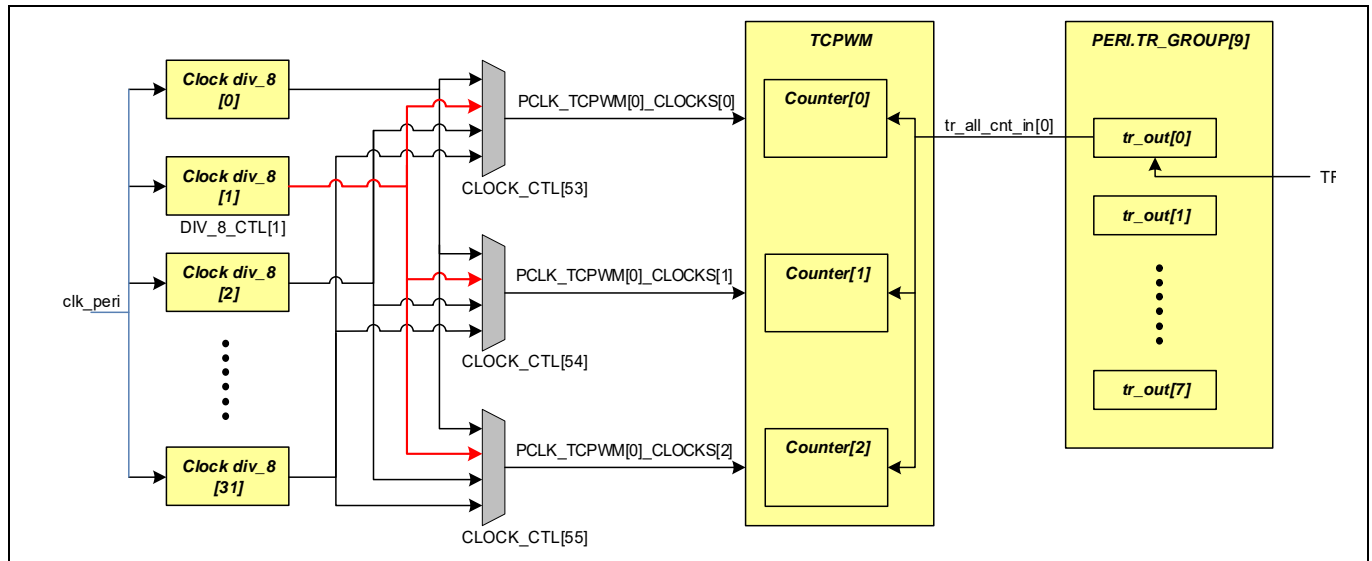 TCPWM
PERI.TR_GROUP[9]
Clock div_8
[0]
Clock div_8
[1]
DIV_8_CTL[1]
Clock div_8
[2]
clk_peri
Clock div_8
[31]
PCLK_TCPWM[0]_CLOCKS[0]
CLOCK_CTL[53]
PCLK_TCPWM[0]_CLOCKS[1]
CLOCK_CTL[54]
PCLK_TCPWM[0]_CLOCKS[2]
CLOCK_CTL[55]
Counter[0]
Counter[1]
Counter[2]
tr_all_cnt_in[0]
tr_out[0]
tr_out[1]
tr_out[7]